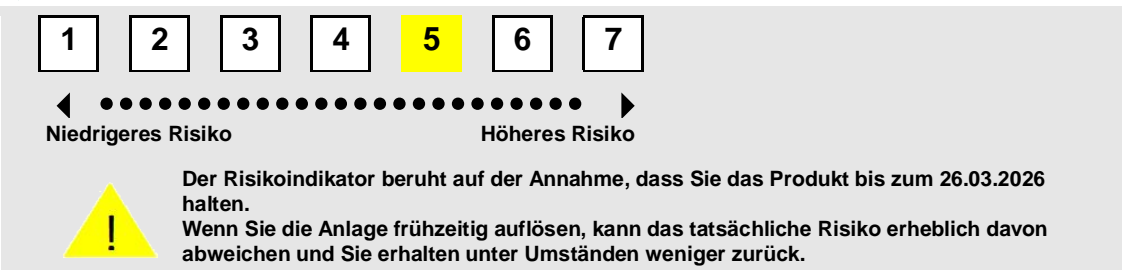 1 2 3 4 5 6 7
Niedrigeres Risiko Höheres Risiko
Der Risikoindikator beruht auf der Annahme, dass Sie das Produkt bis zum 26.03.2026
halten.
Wenn Sie die Anlage frühzeitig auflösen, kann das tatsächliche Risiko erheblich davon
! abweichen und Sie erhalten unter Umständen weniger zurück.